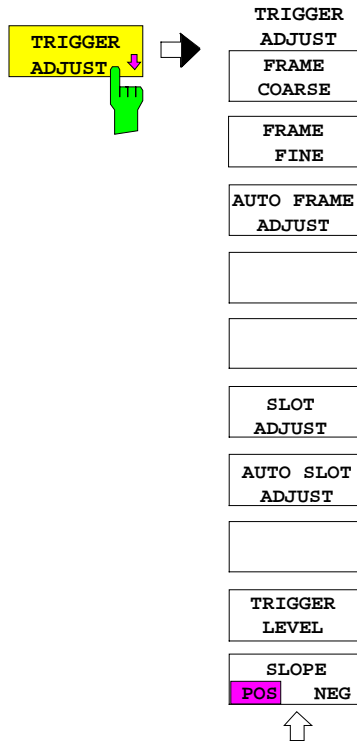 TRIGGER
ADJUST
TRIGGER
ADJUST
FRAME
COARSE
FRAME
FINE
AUTO FRAME
ADJUST
SLOT
ADJUST
AUTO SLOT
ADJUST
TRIGGER
LEVEL
SLOPE
POS NEG